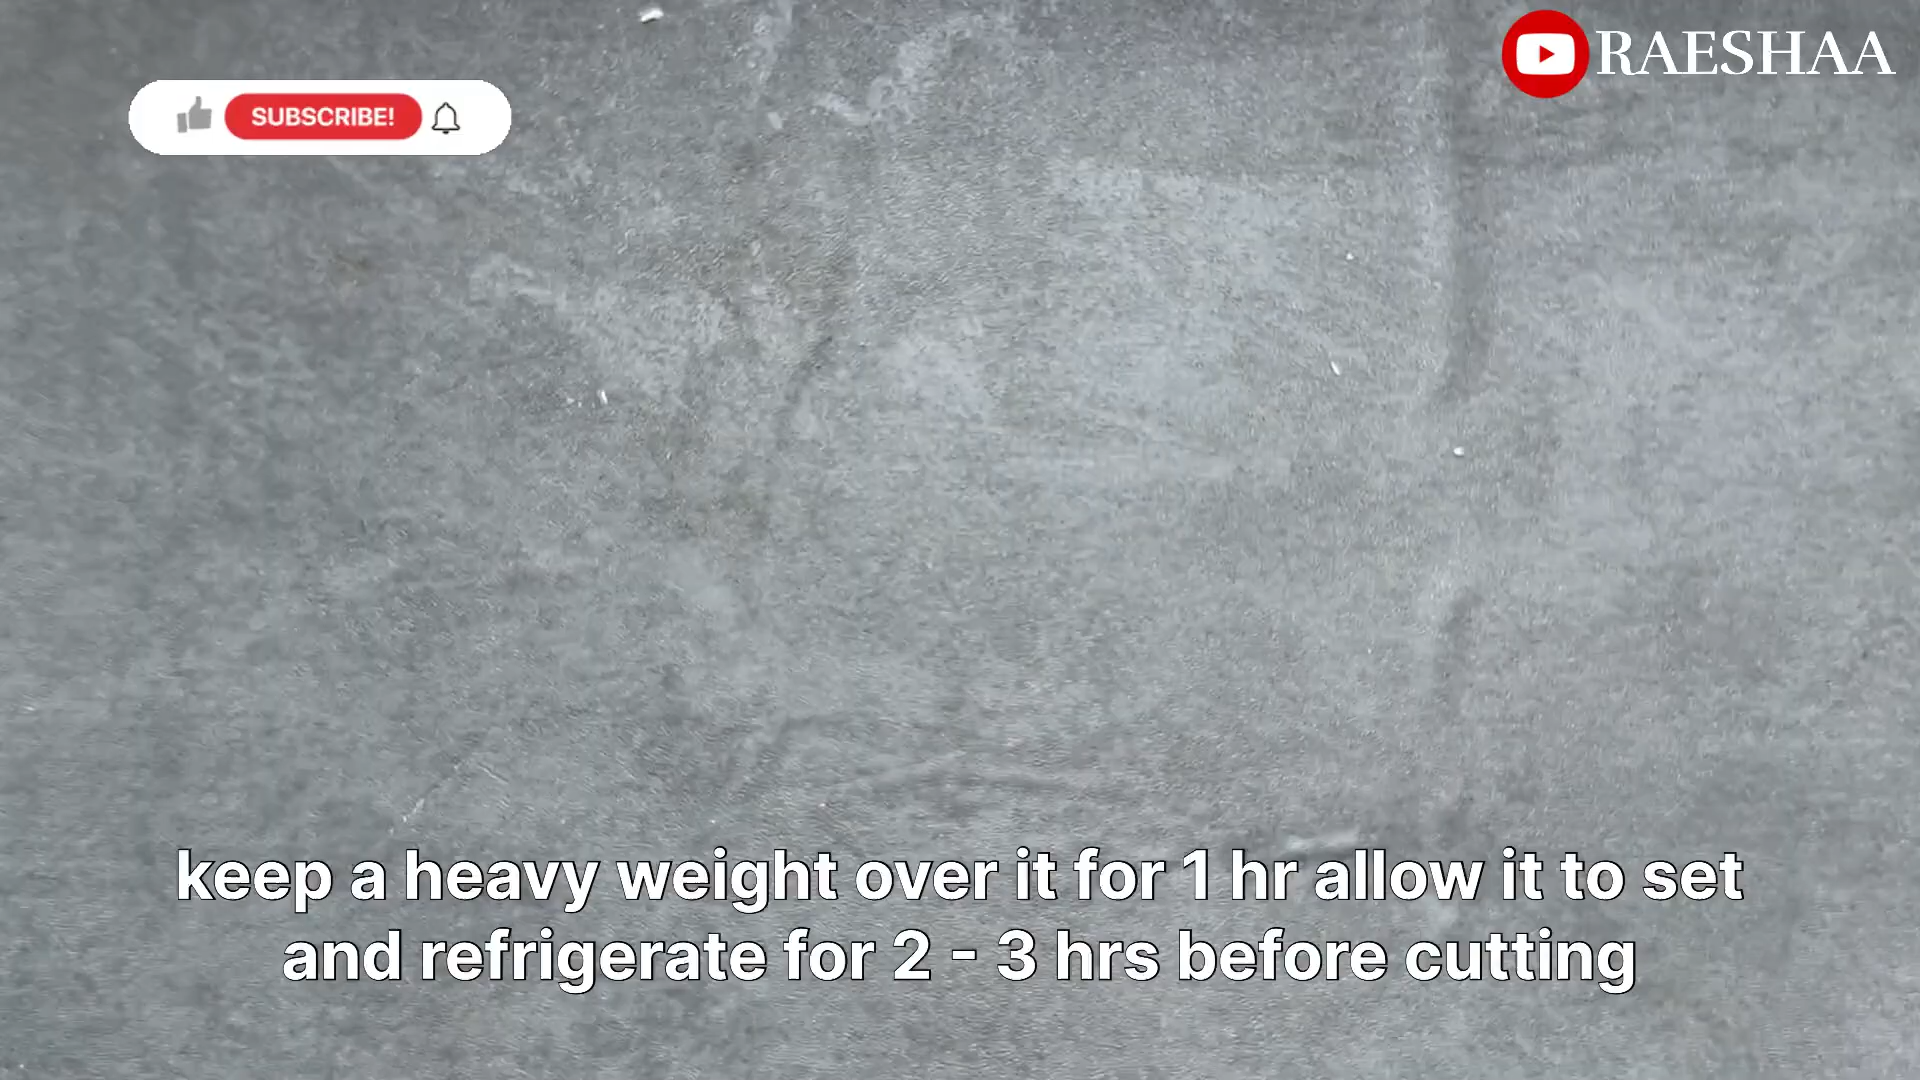 RAESHAA
SUBSCRIBE!
keep a heavy weight over it for 1 hr allow it to set
and refrigerate for 2 - 3 hrs before cutting